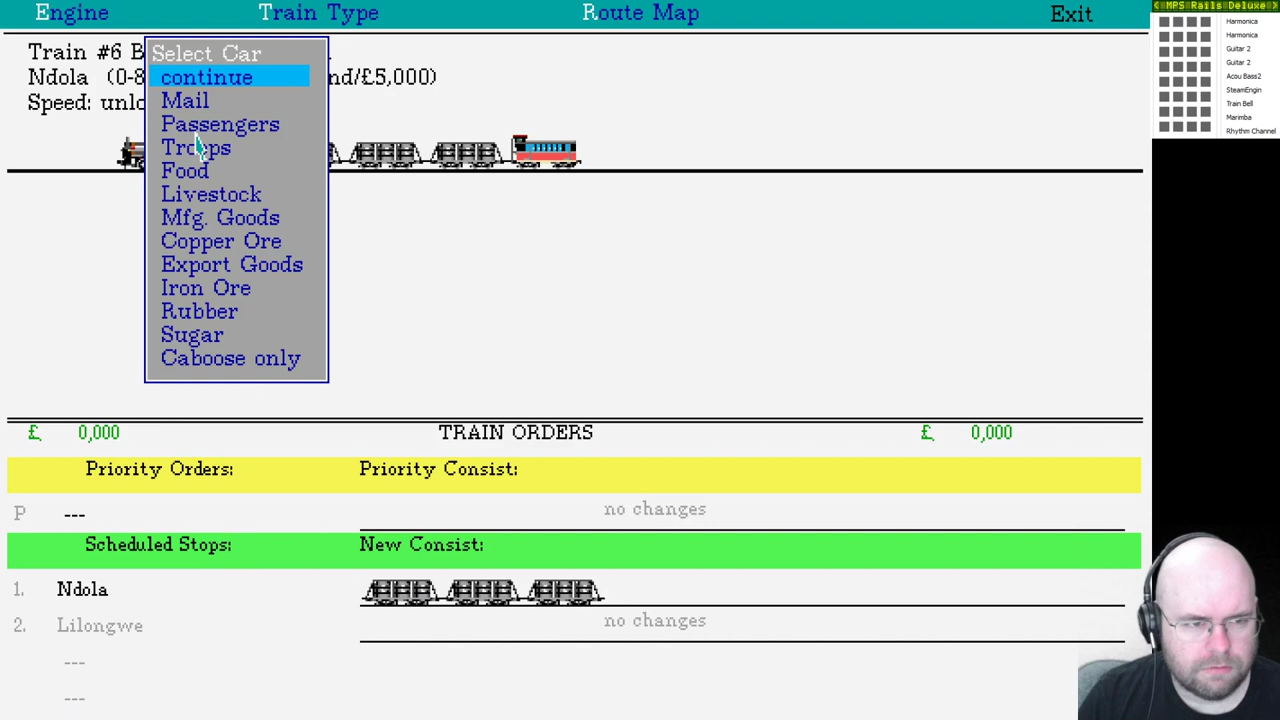 Engine Train Type Route Map Exit
< MPS Rails Deluxe >
Harmonica
Harmonica
Guitar 2
Guitar 2
Acou Bass2
SteamEngin
Train Bell
Marimba
Rhythm Channel
Train #6 B
Ndola (0-8 nd/£5,000)
Speed: unlo
Select Car
continue
Mail
Passengers
Troops
Food
Livestock
Mfg. Goods
Copper Ore
Export Goods
Iron Ore
Rubber
Sugar
Caboose only
£ 0,000 TRAIN ORDERS £ 0,000
Priority Orders: Priority Consist:
P --- no changes
Scheduled Stops: New Consist:
1. Ndola
2. Lilongwe no changes
---
---